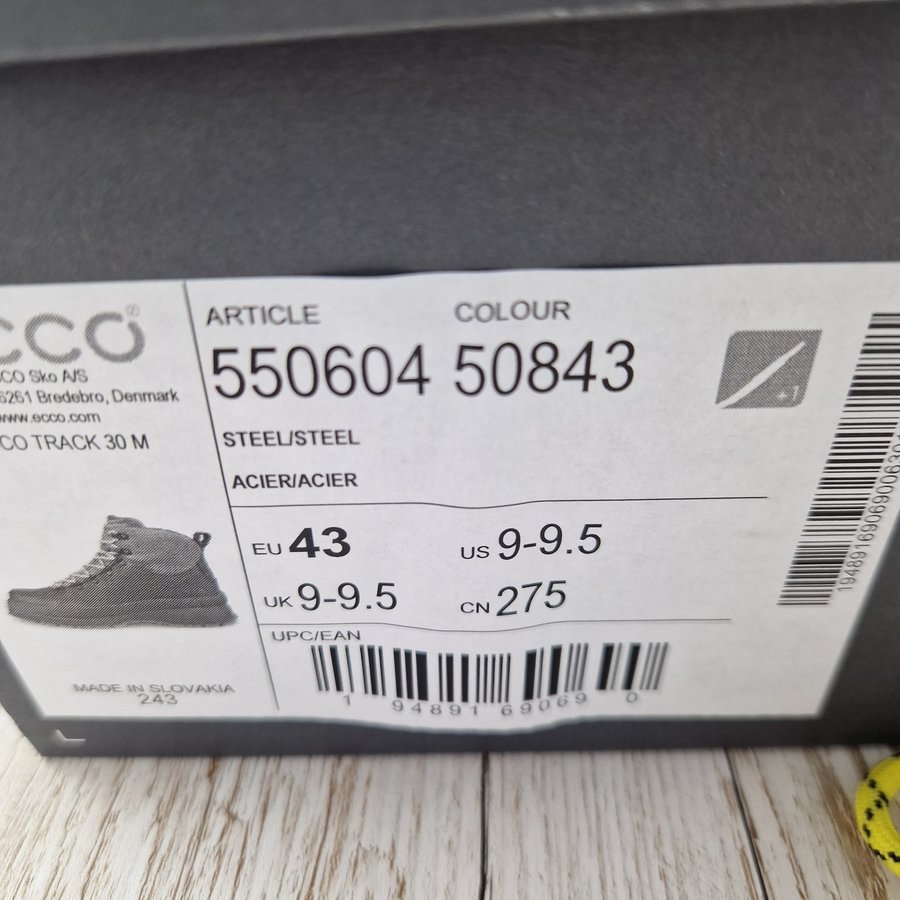 CCO®
CCO Sko A/S
6261 Bredebro, Denmark
www.ecco.com
CO TRACK 30 M
MADE IN SLOVAKIA
243
ARTICLE COLOUR
550604 50843
STEEL/STEEL
ACIER/ACIER
+1
EU 43 US 9-9.5
UK 9-9.5 CN 275
UPC/EAN
1 94891 69069 0